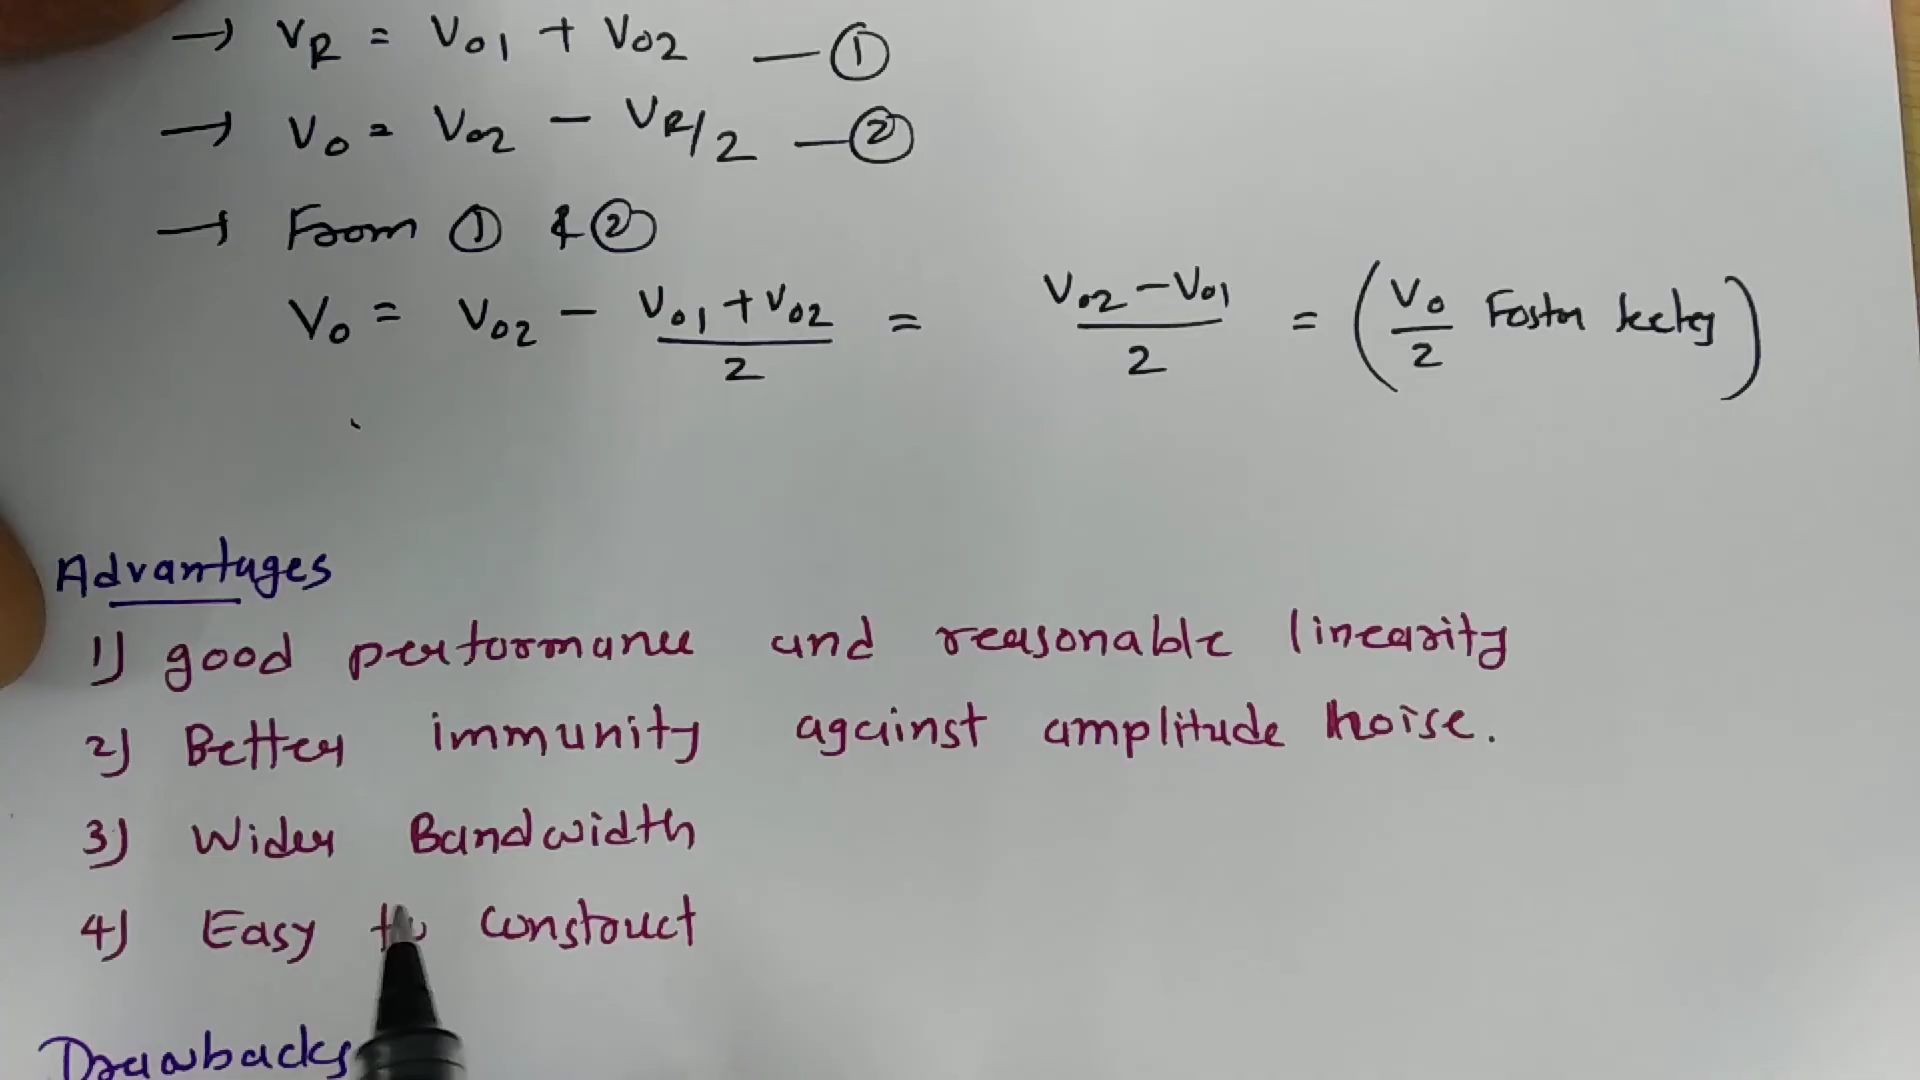 → VR = Vo1 + Vo2 — ①
→ Vo = Vo2 - VR/2 — ②
→ From ① & ②
Vo = Vo2 - (Vo1 + Vo2)/2 = (Vo2 - Vo1)/2 = (Vo/2 Foster Seeley)
Advantages
1) good performance and reasonable linearity
2) Better immunity against amplitude noise.
3) Wider Bandwidth
4) Easy to construct
Drawbacks